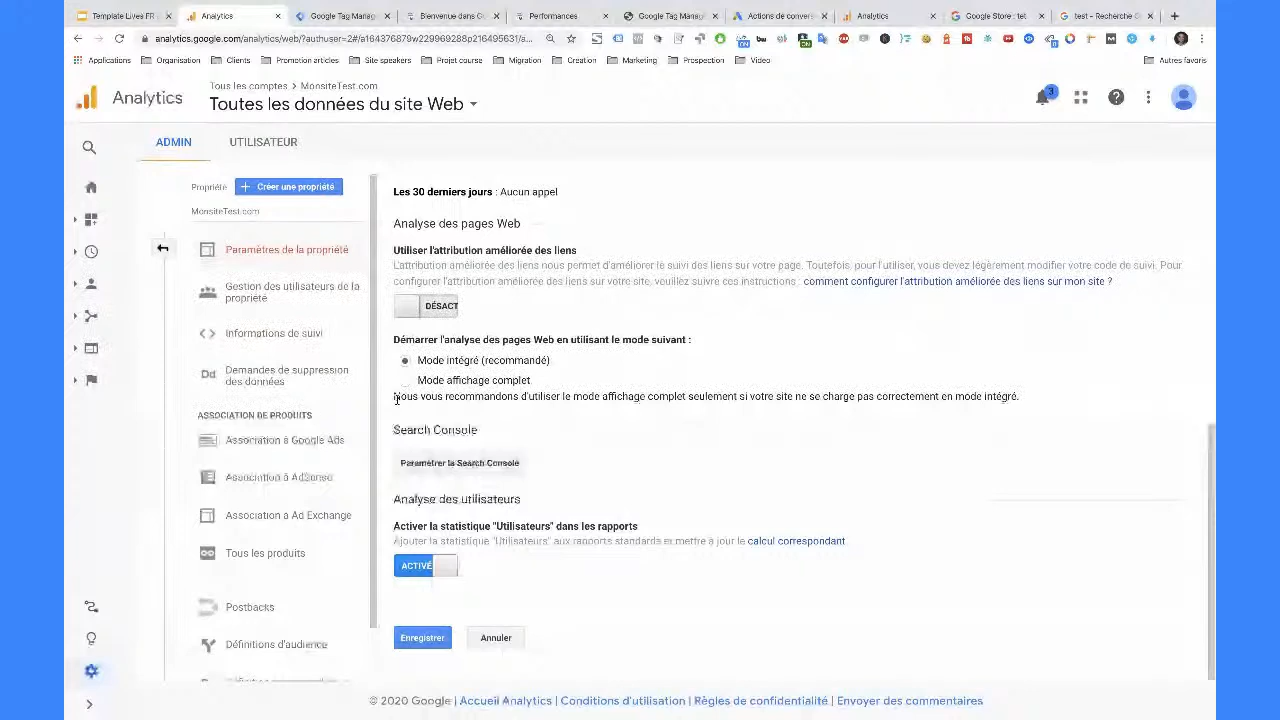 Template Lives FR
Analytics
Google Tag Manag
Bienvenue dans G
Performances
Google Tag Manag
Actions de conver
Analytics
Google Store : tet
test - Recherche G
analytics.google.com/analytics/web/?authuser=2#/a164376879w229969288p216495637/a...
Applications
Organisation
Clients
Promotion articles
Site speakers
Projet course
Migration
Creation
Marketing
Prospection
Video
Autres favoris
Analytics
Tous les comptes > MonsiteTest.com
Toutes les données du site Web
3
ADMIN
UTILISATEUR
Propriété
+ Créer une propriété
MonsiteTest.com
Paramètres de la propriété
Gestion des utilisateurs de la
propriété
Informations de suivi
Dd
Demandes de suppression
des données
ASSOCIATION DE PRODUITS
Association à Google Ads
Association à AdSense
Association à Ad Exchange
Tous les produits
Postbacks
Définitions d'audience
Les 30 derniers jours : Aucun appel
Analyse des pages Web
Utiliser l'attribution améliorée des liens
L'attribution améliorée des liens nous permet d'améliorer le suivi des liens sur votre page. Toutefois, pour l'utiliser, vous devez légèrement modifier votre code de suivi. Pour
configurer l'attribution améliorée des liens sur votre site, veuillez suivre ces instructions : comment configurer l'attribution améliorée des liens sur mon site ?
DÉSACT
Démarrer l'analyse des pages Web en utilisant le mode suivant :
Mode intégré (recommandé)
Mode affichage complet
Nous vous recommandons d'utiliser le mode affichage complet seulement si votre site ne se charge pas correctement en mode intégré.
Search Console
Paramétrer la Search Console
Analyse des utilisateurs
Activer la statistique "Utilisateurs" dans les rapports
Ajouter la statistique "Utilisateurs" aux rapports standards et mettre à jour le calcul correspondant.
ACTIVÉ
Enregistrer
Annuler
© 2020 Google | Accueil Analytics | Conditions d'utilisation | Règles de confidentialité | Envoyer des commentaires